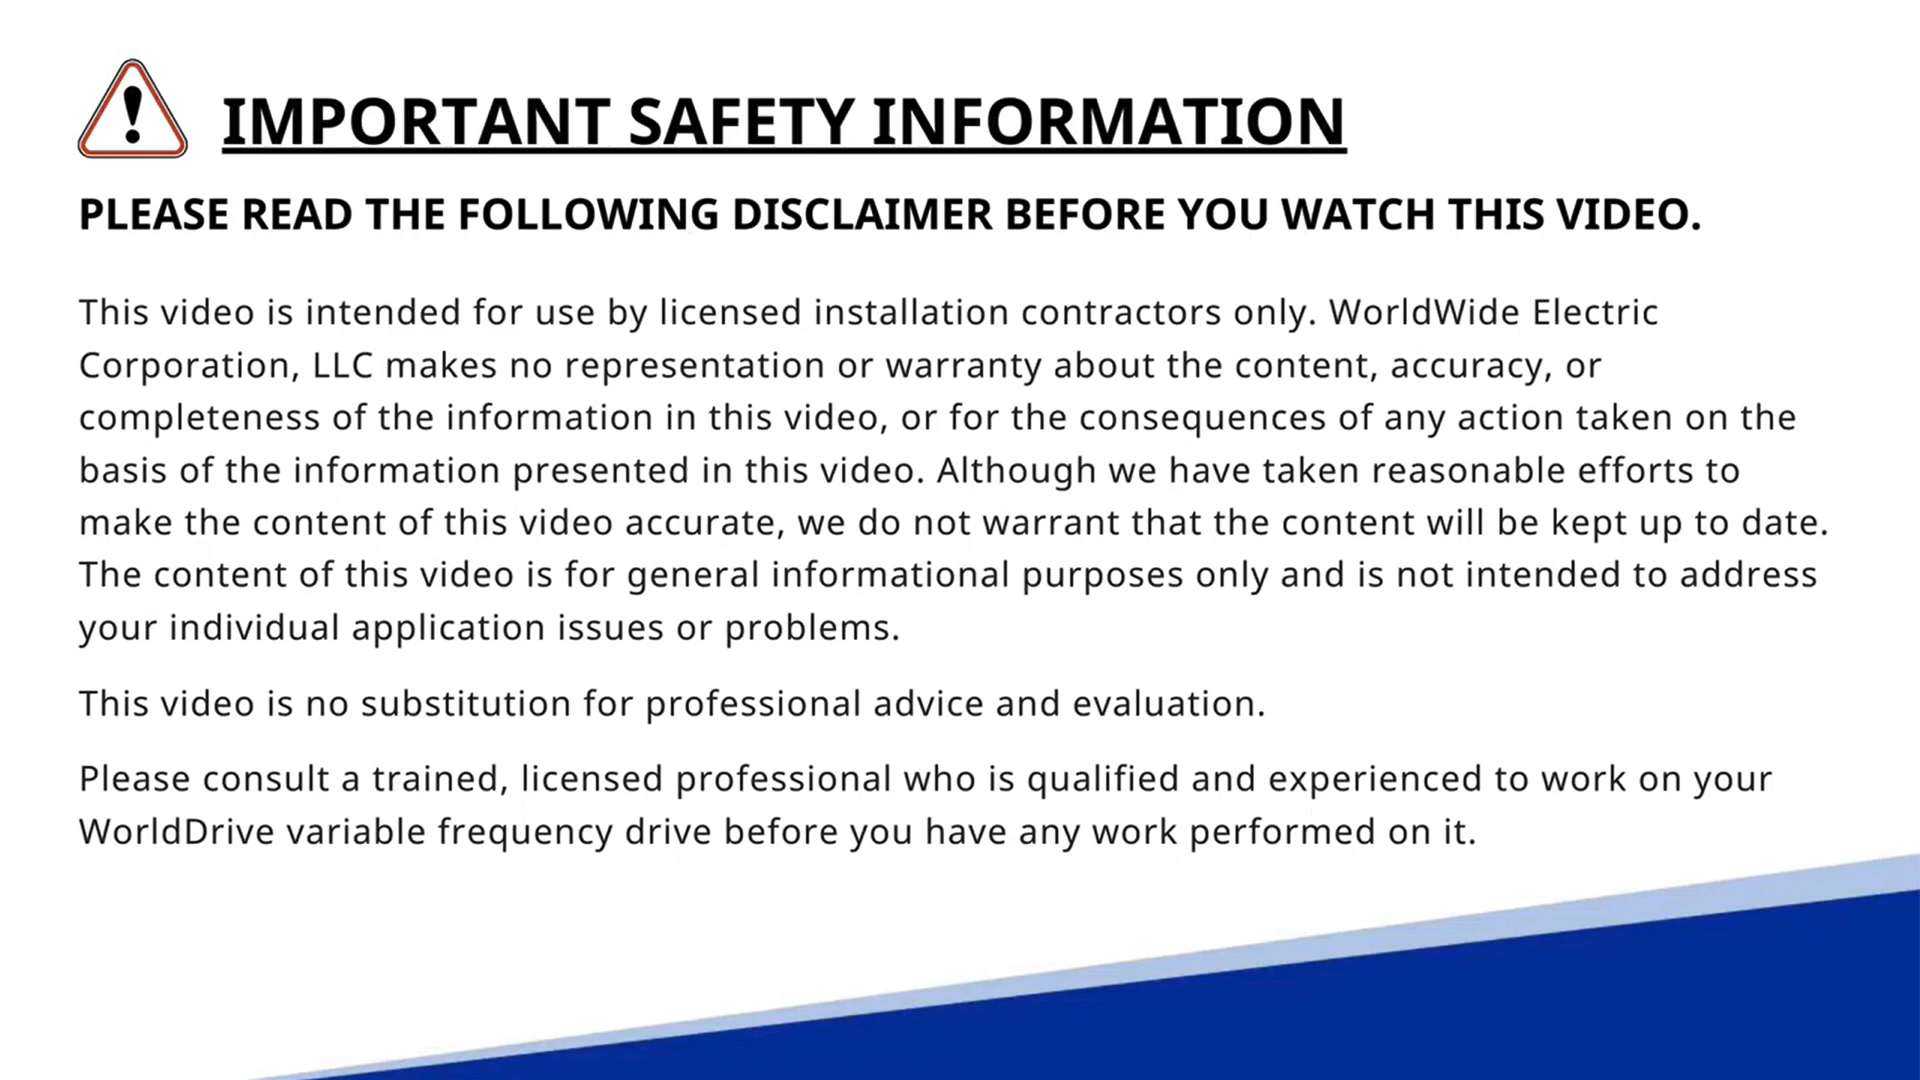 IMPORTANT SAFETY INFORMATION
PLEASE READ THE FOLLOWING DISCLAIMER BEFORE YOU WATCH THIS VIDEO.
This video is intended for use by licensed installation contractors only. WorldWide Electric
Corporation, LLC makes no representation or warranty about the content, accuracy, or
completeness of the information in this video, or for the consequences of any action taken on the
basis of the information presented in this video. Although we have taken reasonable efforts to
make the content of this video accurate, we do not warrant that the content will be kept up to date.
The content of this video is for general informational purposes only and is not intended to address
your individual application issues or problems.
This video is no substitution for professional advice and evaluation.
Please consult a trained, licensed professional who is qualified and experienced to work on your
WorldDrive variable frequency drive before you have any work performed on it.